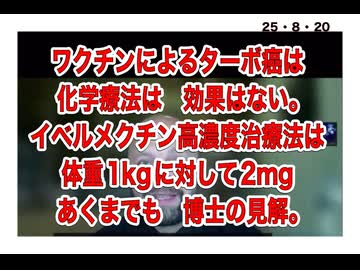 25・8・20
ワクチンによるターボ癌は
化学療法は 効果はない。
イベルメクチン高濃度治療法は
体重1kgに対して2mg
あくまでも 博士の見解。